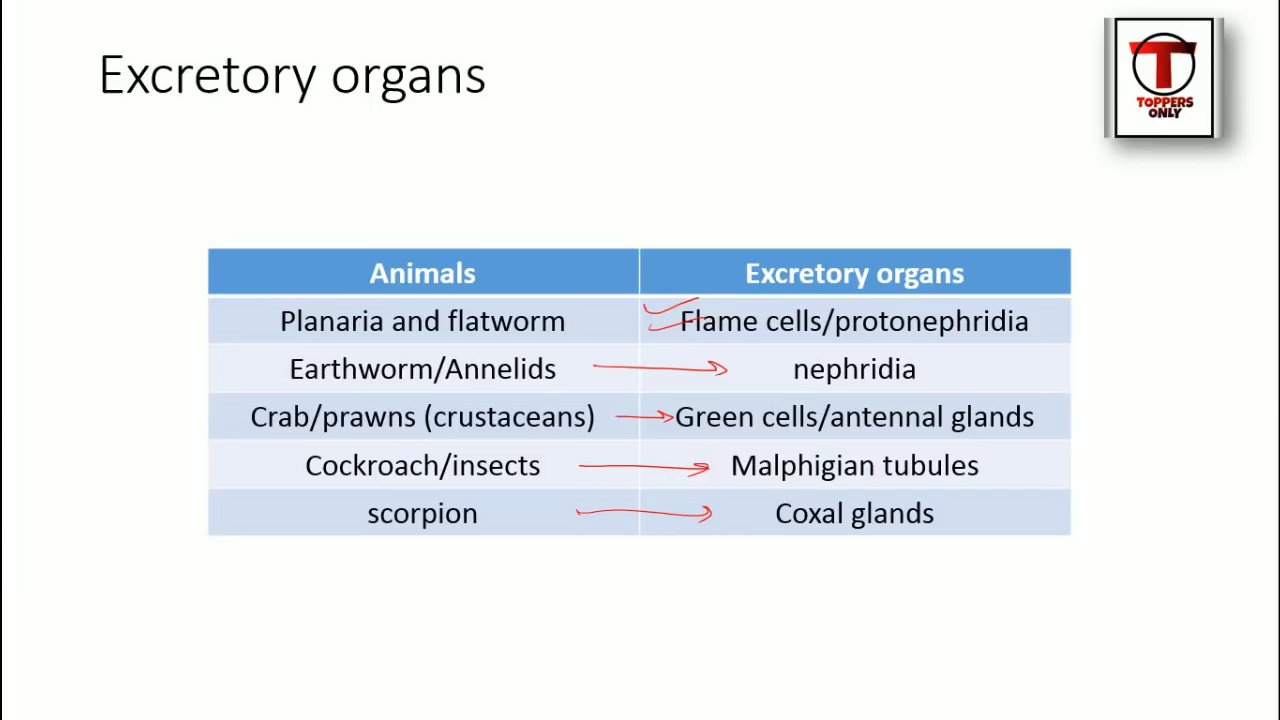 Excretory organs
T
TOPPERS
ONLY
Animals Excretory organs
Planaria and flatworm Flame cells/protonephridia
Earthworm/Annelids nephridia
Crab/prawns (crustaceans) Green cells/antennal glands
Cockroach/insects Malphigian tubules
scorpion Coxal glands